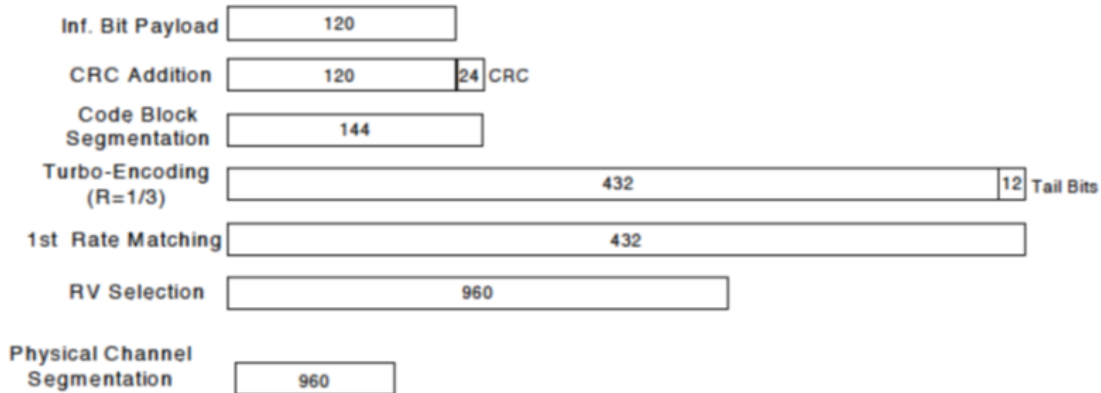 Inf. Bit Payload 120
CRC Addition 120 24 CRC
Code Block
Segmentation 144
Turbo-Encoding
(R=1/3) 432 12 Tail Bits
1st Rate Matching 432
RV Selection 960
Physical Channel
Segmentation 960